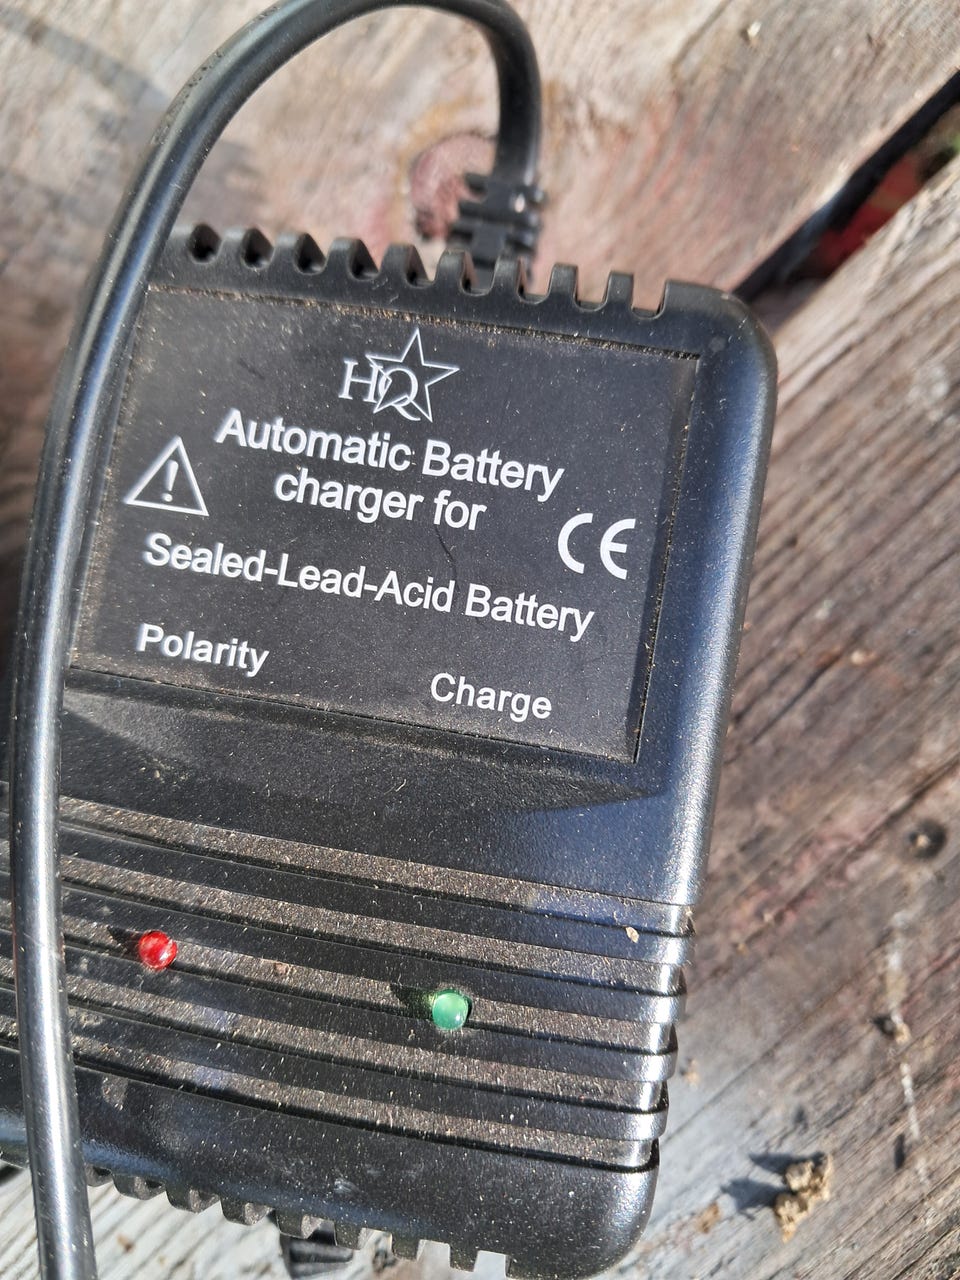 HQ
Automatic Battery
charger for
!
CE
Sealed-Lead-Acid Battery
Polarity
Charge